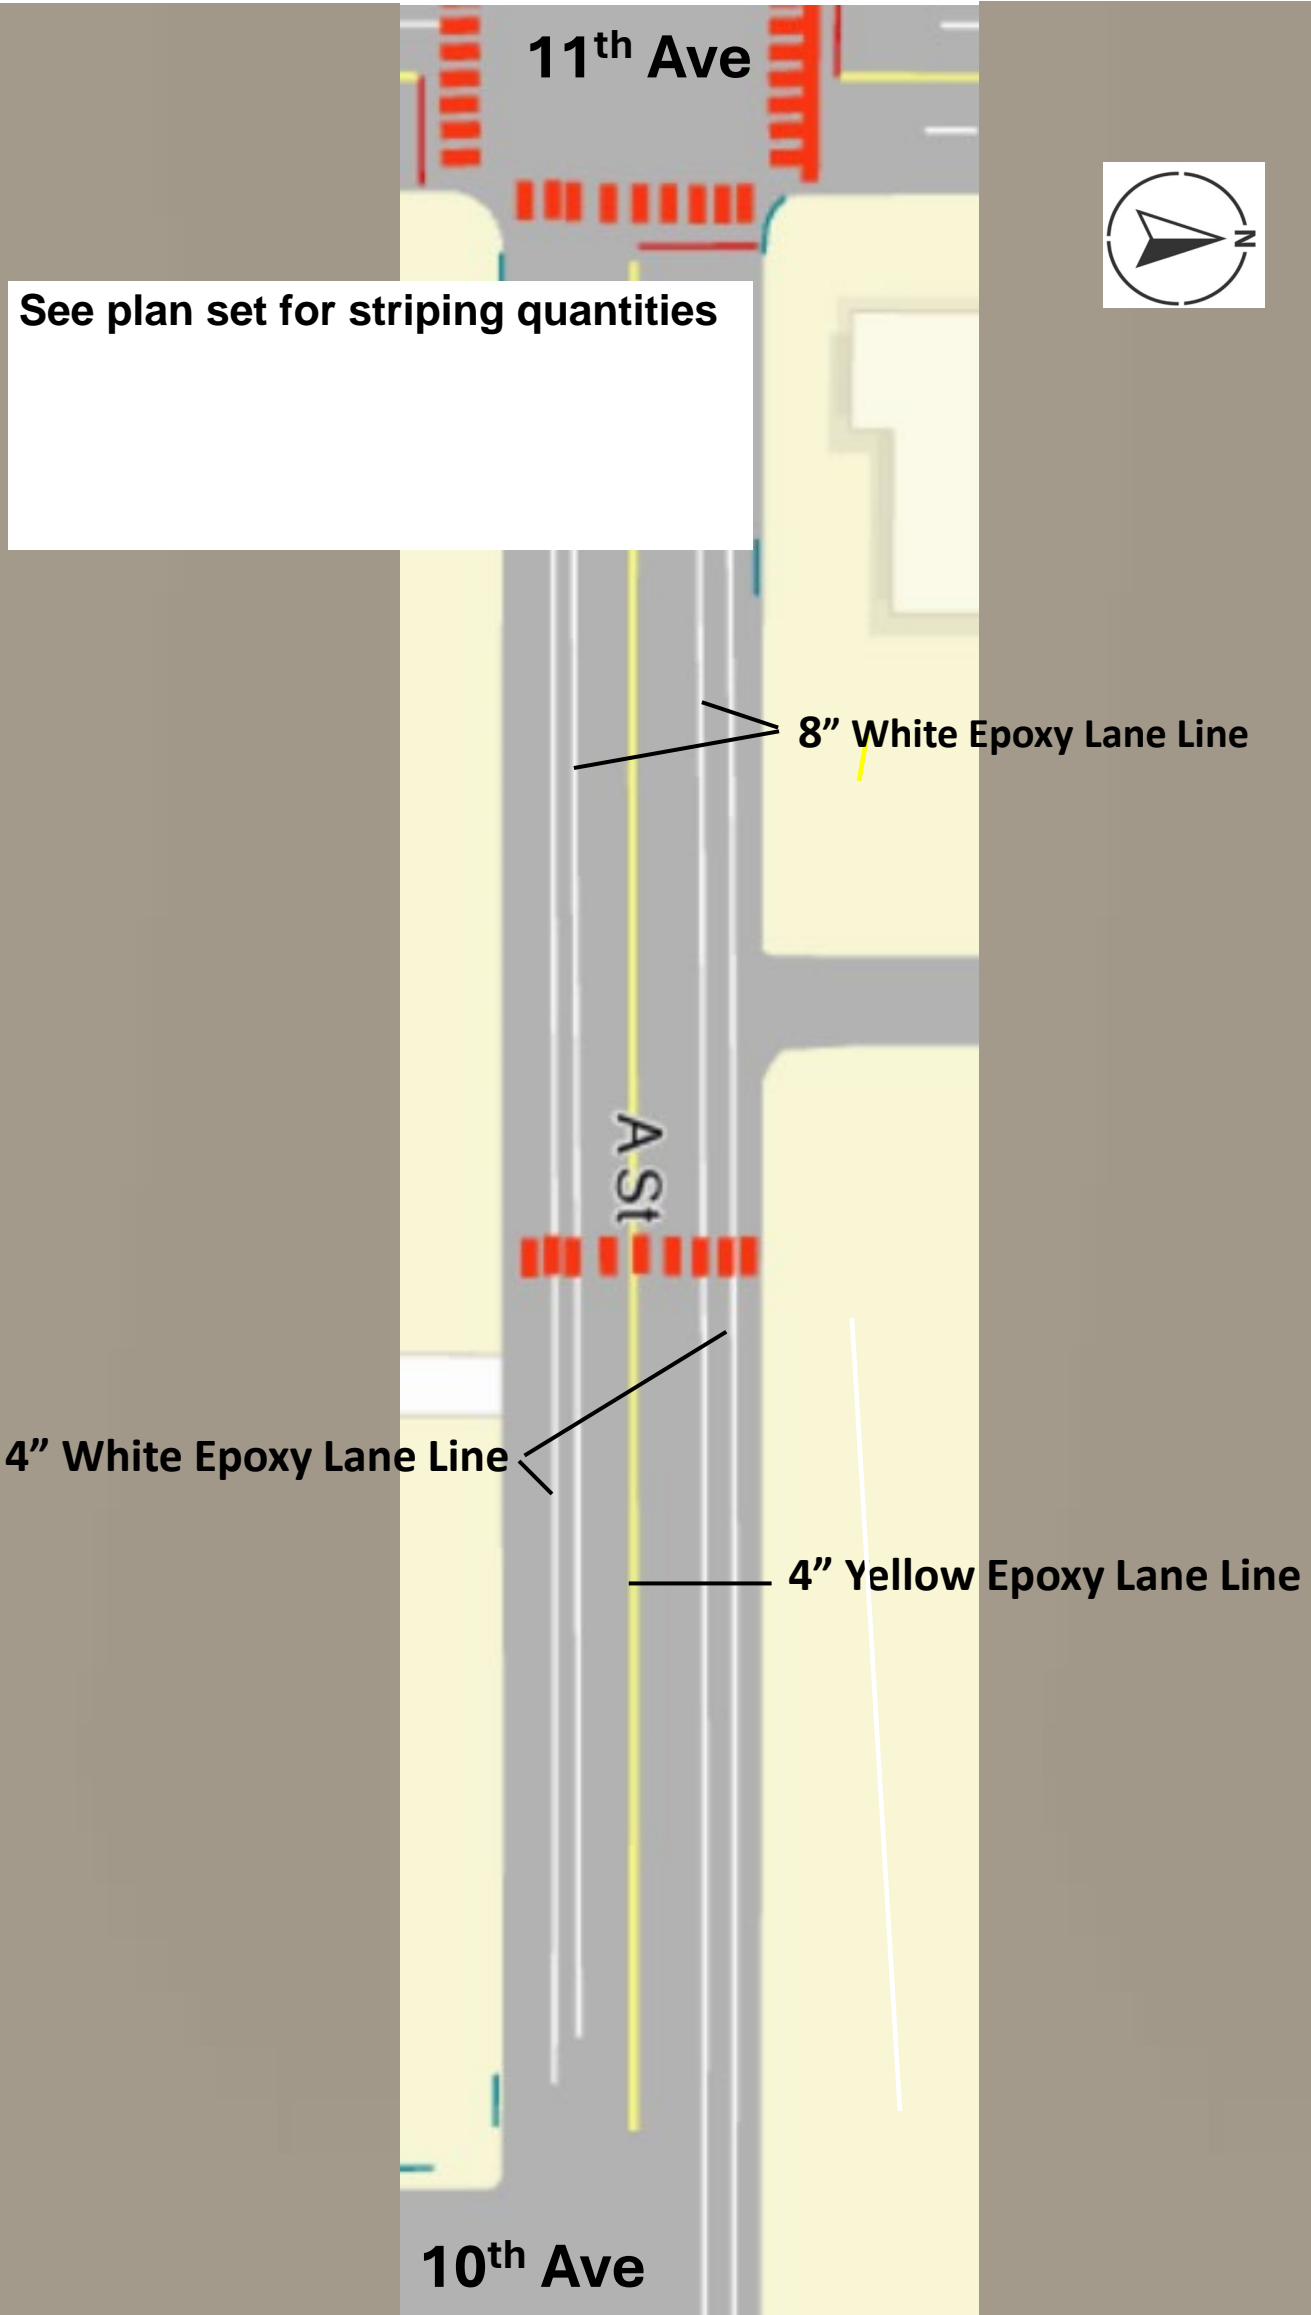 11th Ave
N
See plan set for striping quantities
8” White Epoxy Lane Line
A St
4” White Epoxy Lane Line
4” Yellow Epoxy Lane Line
10th Ave